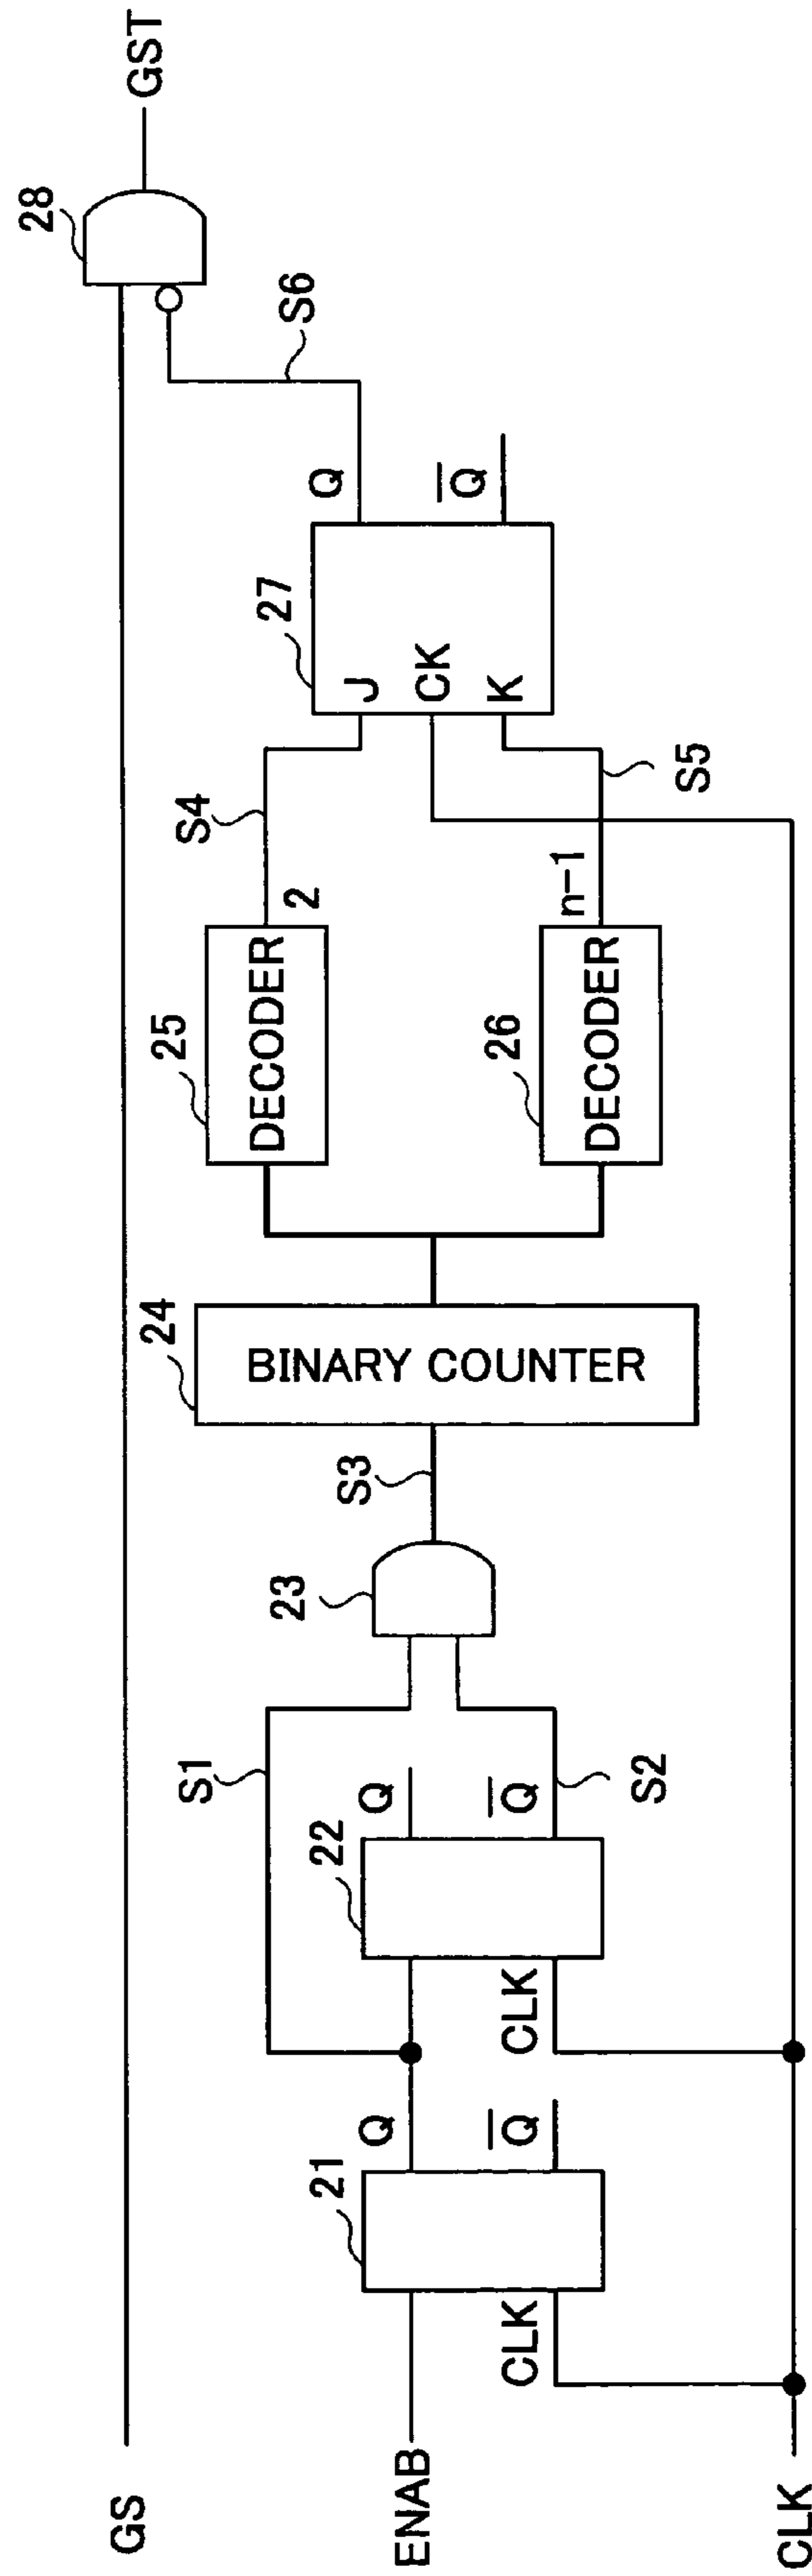 GS
GST
28
S6
ENAB
CLK
21
Q
Q
CLK
22
Q
Q
S1
S2
23
S3
24
BINARY COUNTER
25
DECODER
2
S4
26
DECODER
n-1
S5
27
J
CK
K
Q
Q
CLK